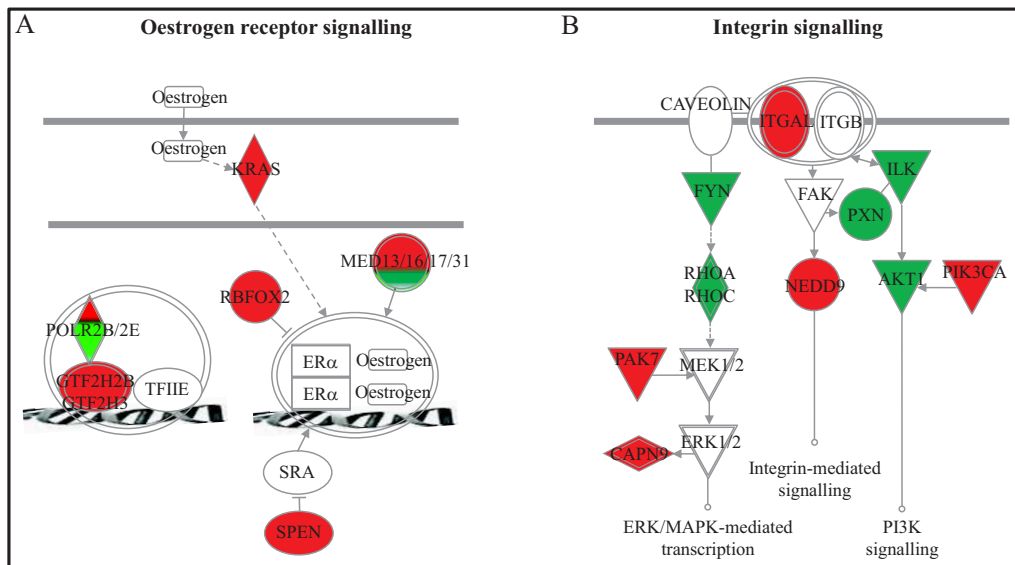 A
Oestrogen receptor signalling
Oestrogen
Oestrogen
KRAS
MED13/16/17/31
RBFOX2
POLR2B/2E
GTF2H2B
GTF2H3
TFIIE
ERα
Oestrogen
ERα
Oestrogen
SRA
SPEN
B
Integrin signalling
CAVEOLIN
ITGAL
ITGB
ILK
FYN
FAK
PXN
RHOA
RHOC
NEDD9
AKT1
PIK3CA
PAK7
MEK1/2
CAPN9
ERK1/2
Integrin-mediated
signalling
ERK/MAPK-mediated
transcription
PI3K
signalling